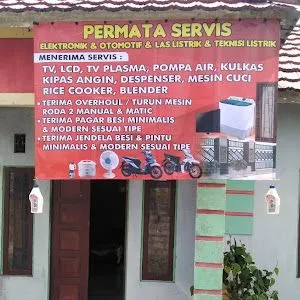 PERMATA SERVIS
ELEKTRONIK & OTOMOTIF & LAS LISTRIK & TEKNISI LISTRIK
MENERIMA SERVIS :
TV, LCD, TV PLASMA, POMPA AIR, KULKAS
KIPAS ANGIN, DESPENSER, MESIN CUCI
RICE COOKER, BLENDER
• TERIMA OVERHOUL / TURUN MESIN
RODA 2 MANUAL & MATIC
• TERIMA PAGAR BESI MINIMALIS
& MODERN SESUAI TIPE
• TERIMA JENDELA BESI & PINTU
MINIMALIS & MODERN SESUAI TIPE